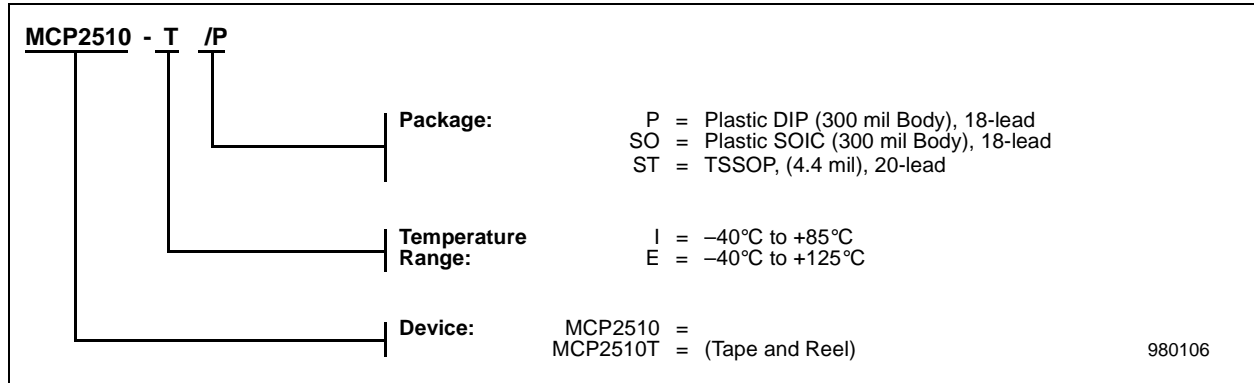 MCP2510 - T /P
Package: P = Plastic DIP (300 mil Body), 18-lead
SO = Plastic SOIC (300 mil Body), 18-lead
ST = TSSOP, (4.4 mil), 20-lead
Temperature I = –40°C to +85°C
Range: E = –40°C to +125°C
Device: MCP2510 =
MCP2510T = (Tape and Reel) 980106